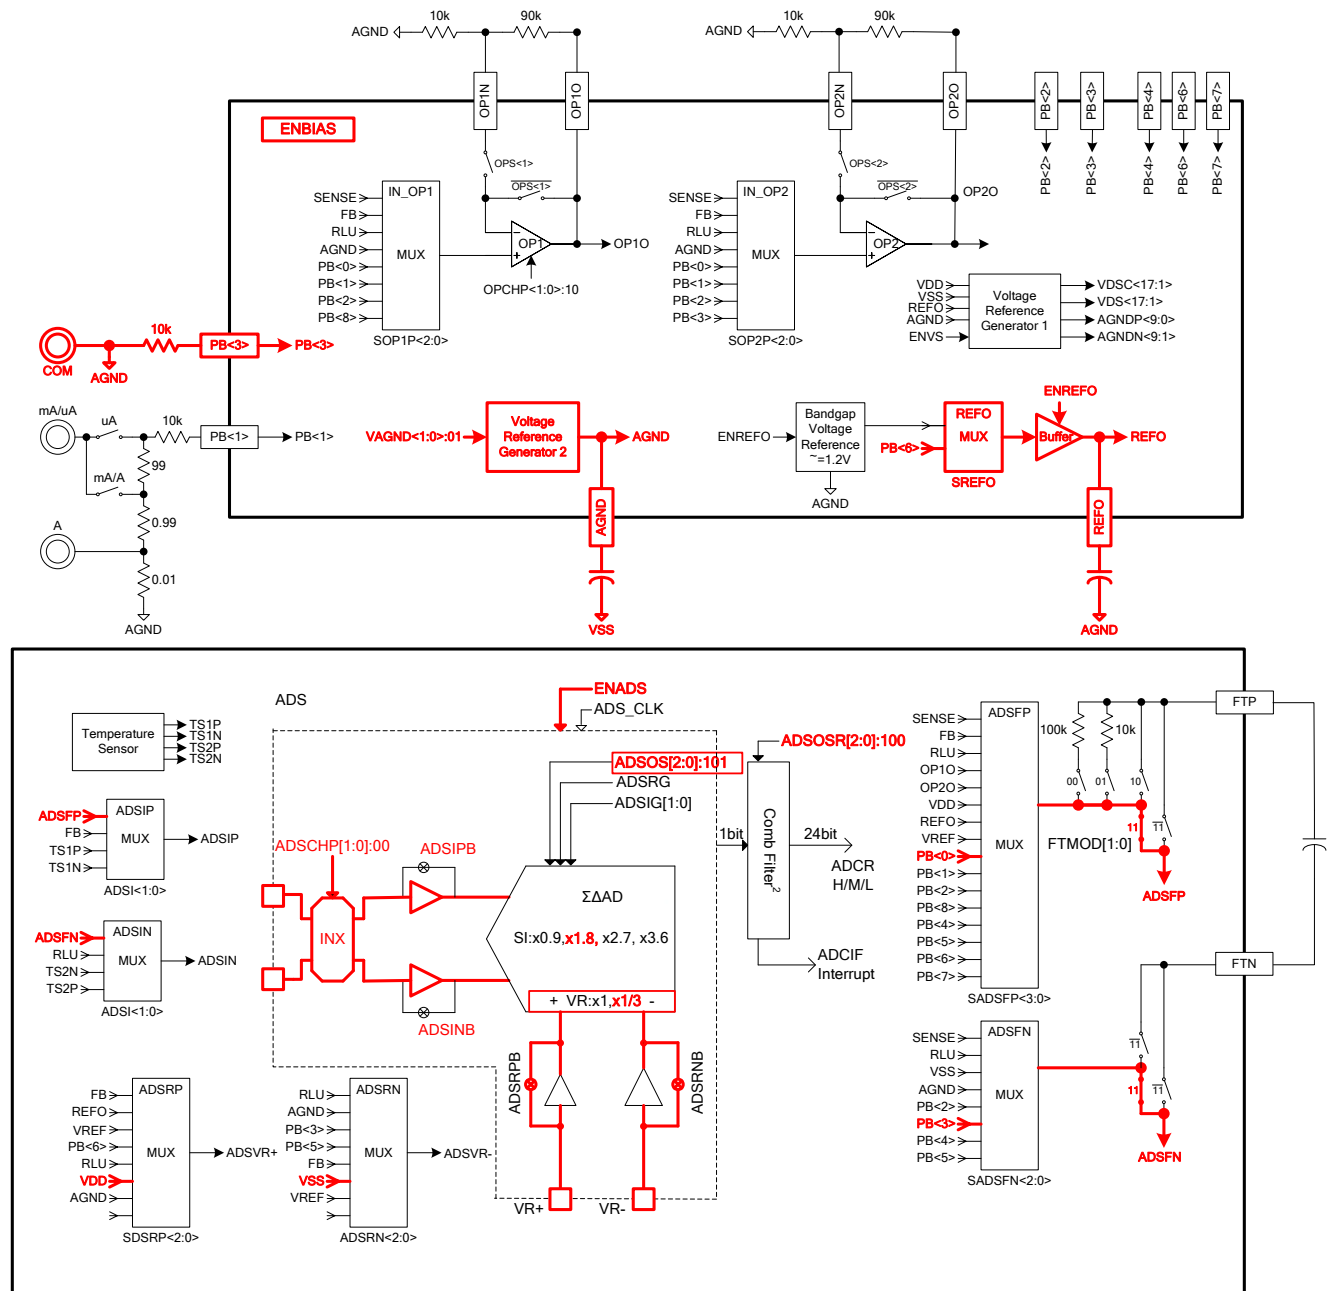 10k
90k
AGND
OP1N
OP1O
10k
90k
AGND
OP2N
OP2O
PB<2>
PB<3>
PB<4>
PB<6>
PB<7>
PB<2>
PB<3>
PB<4>
PB<6>
PB<7>
ENBIAS
OPS<1>
OPS<1>
IN_OP1
SENSE
FB
RLU
AGND
PB<0>
PB<1>
PB<2>
PB<8>
MUX
SOP1P<2:0>
OP1
OP1O
OPCHP<1:0>:10
OPS<2>
OPS<2>
IN_OP2
SENSE
FB
RLU
AGND
PB<0>
PB<1>
PB<2>
PB<3>
MUX
SOP2P<2:0>
OP2
OP2O
VDD
VSS
REFO
AGND
ENVS
Voltage
Reference
Generator 1
VDSC<17:1>
VDS<17:1>
AGNDP<9:0>
AGNDN<9:1>
COM
AGND
10k
PB<3>
PB<3>
mA/uA
uA
10k
PB<1>
PB<1>
99
mA/A
0.99
A
0.01
AGND
VAGND<1:0>:01
Voltage
Reference
Generator 2
AGND
AGND
VSS
ENREFO
Bandgap
Voltage
Reference
~=1.2V
AGND
PB<6>
REFO
MUX
SREFO
ENREFO
Buffer
REFO
REFO
AGND
ADS
ENADS
ADS_CLK
Temperature
Sensor
TS1P
TS1N
TS2P
TS2N
ADSOS[2:0]:101
ADSRG
ADSIG[1:0]
ADSOSR[2:0]:100
ADSFP
FB
TS1P
TS1N
ADSIP
MUX
ADSI<1:0>
ADSIP
ADSFN
RLU
TS2N
TS2P
ADSIN
MUX
ADSI<1:0>
ADSIN
ADSCHP[1:0]:00
INX
ADSIPB
ADSINB
ΣΔAD
SI:x0.9,x1.8, x2.7, x3.6
+ VR:x1,x1/3 -
1bit
Comb Filter²
24bit
ADCR
H/M/L
ADCIF
Interrupt
ADSRPB
ADSRNB
VR+
VR-
FB
REFO
VREF
PB<6>
RLU
VDD
AGND
ADSRP
MUX
SDSRP<2:0>
ADSVR+
RLU
AGND
PB<3>
PB<5>
FB
VSS
VREF
ADSRN
MUX
ADSRN<2:0>
ADSVR-
SENSE
FB
RLU
OP1O
OP2O
VDD
REFO
VREF
PB<0>
PB<1>
PB<2>
PB<8>
PB<4>
PB<5>
PB<6>
PB<7>
ADSFP
MUX
SADSFP<3:0>
100k
10k
00
01
10
11
11
FTMOD[1:0]
ADSFP
FTP
FTN
SENSE
RLU
VSS
AGND
PB<2>
PB<3>
PB<4>
PB<5>
ADSFN
MUX
SADSFN<2:0>
11
11
11
ADSFN